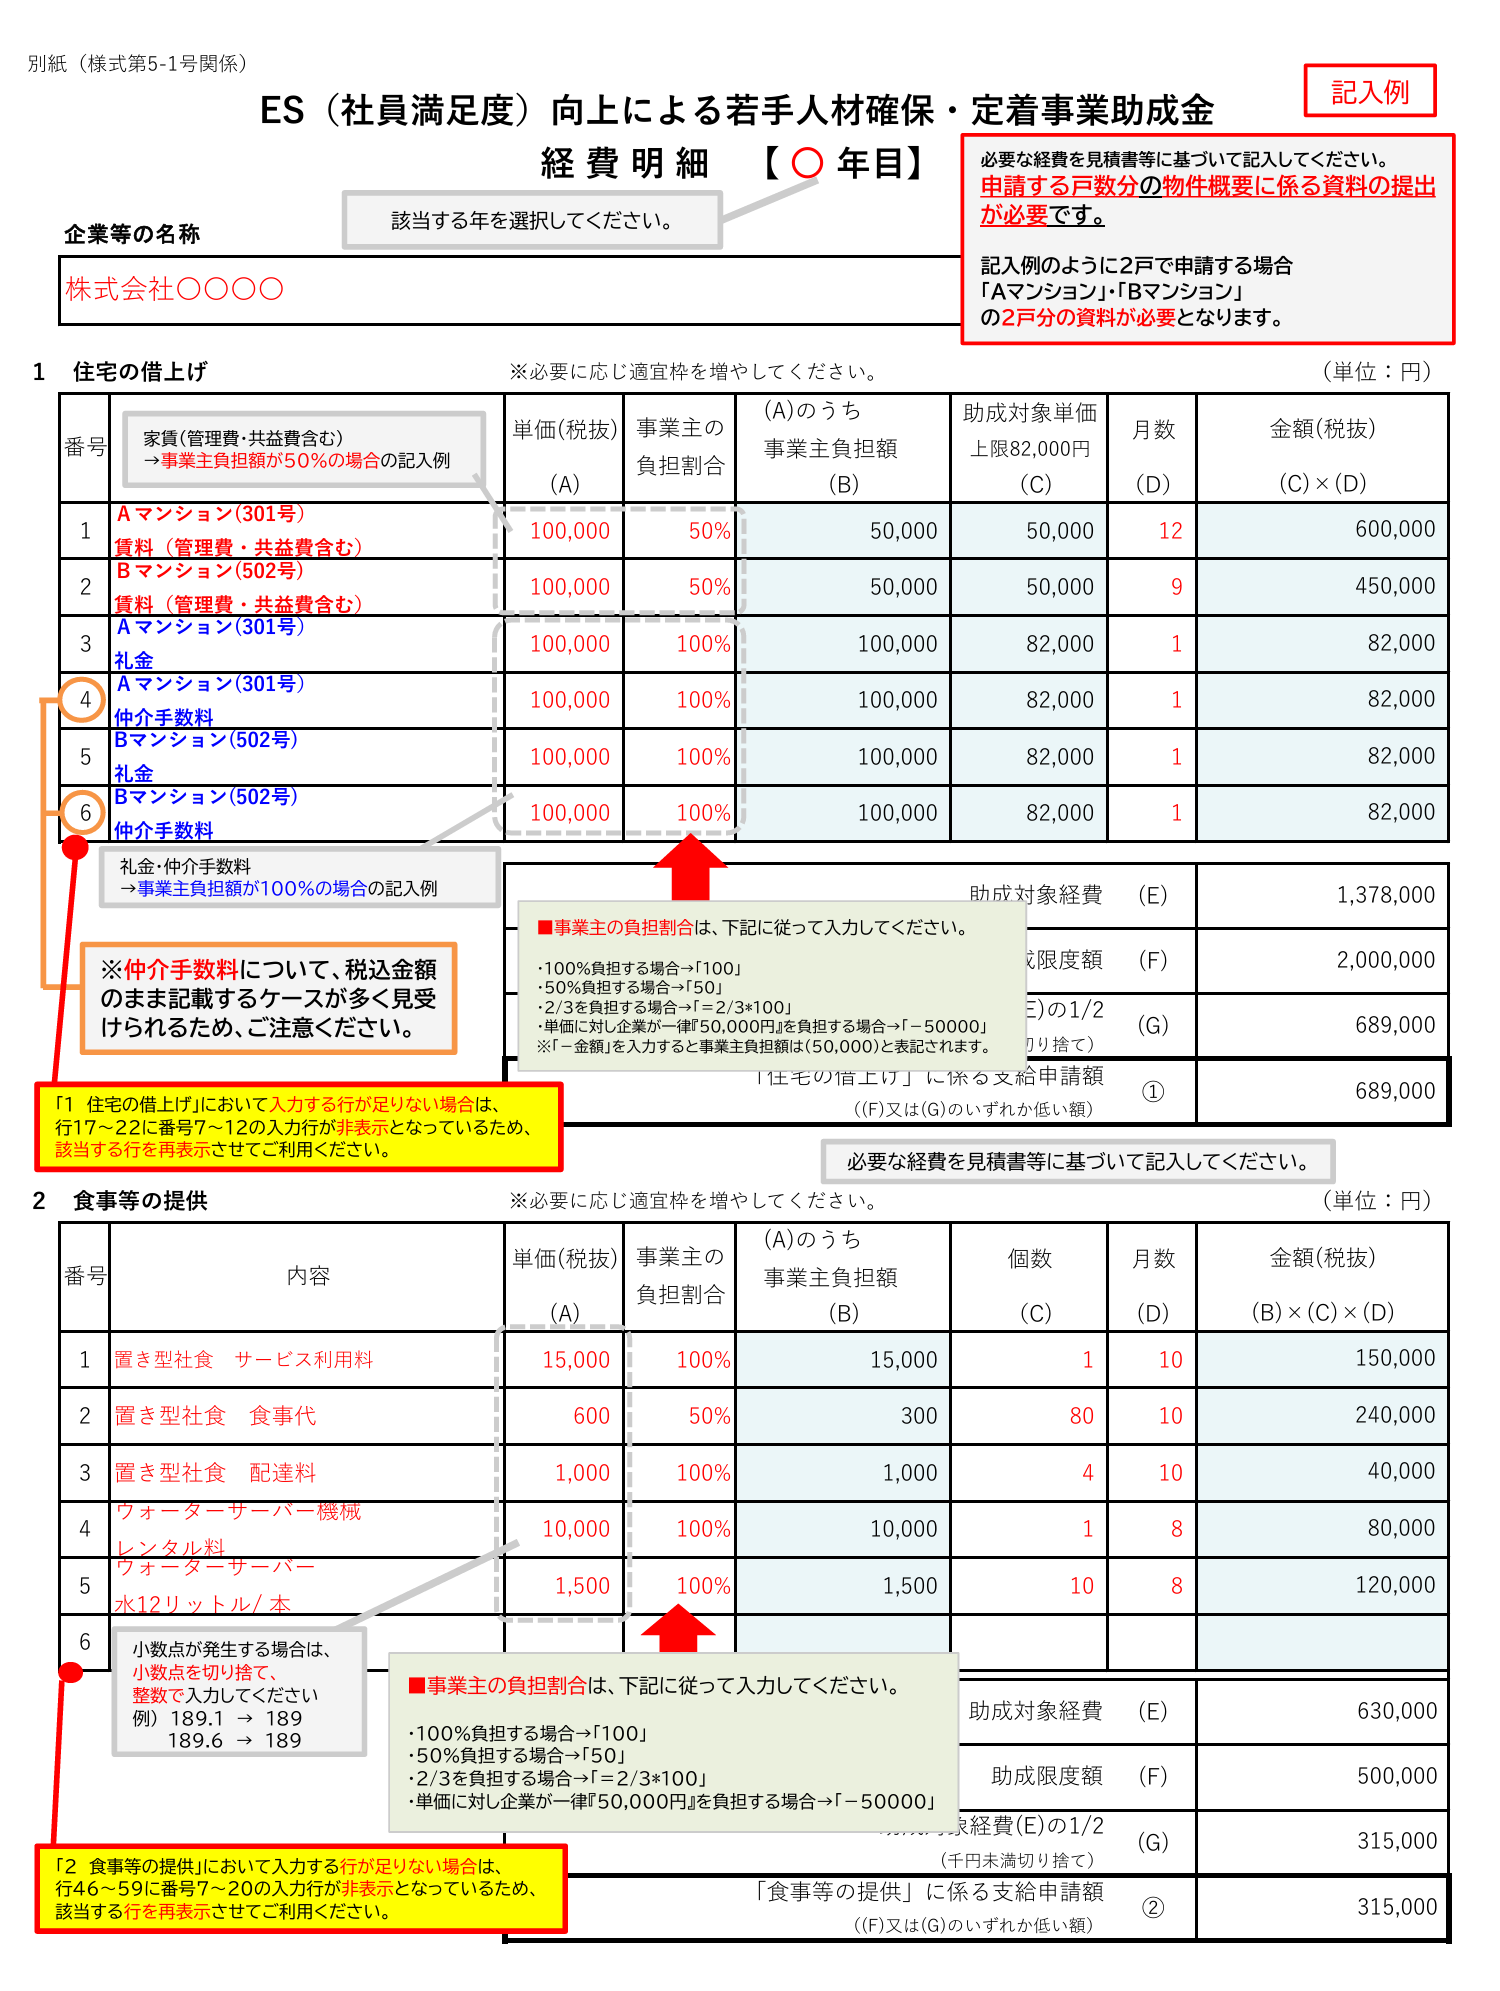 別紙（様式第5-1号関係）
記入例
ES（社員満足度）向上による若手人材確保・定着事業助成金
経費明細　【〇年目】
該当する年を選択してください。
必要な経費を見積書等に基づいて記入してください。
申請する戸数分の物件概要に係る資料の提出
が必要です。
記入例のように2戸で申請する場合
「Aマンション」・「Bマンション」
の2戸分の資料が必要となります。
企業等の名称
株式会社〇〇〇〇
1　住宅の借上げ　※必要に応じ適宜枠を増やしてください。　（単位：円）
家賃（管理費・共益費含む）
→事業主負担額が50％の場合の記入例
番号　単価(税抜)　(A)　事業主の負担割合　(A)のうち事業主負担額　(B)　助成対象単価　上限82,000円　(C)　月数　(D)　金額(税抜)　(C)×(D)
1　Aマンション(301号)　賃料（管理費・共益費含む）　100,000　50%　50,000　50,000　12　600,000
2　Bマンション(502号)　賃料（管理費・共益費含む）　100,000　50%　50,000　50,000　9　450,000
3　Aマンション(301号)　礼金　100,000　100%　100,000　82,000　1　82,000
4　Aマンション(301号)　仲介手数料　100,000　100%　100,000　82,000　1　82,000
5　Bマンション(502号)　礼金　100,000　100%　100,000　82,000　1　82,000
6　Bマンション(502号)　仲介手数料　100,000　100%　100,000　82,000　1　82,000
礼金・仲介手数料
→事業主負担額が100％の場合の記入例
※仲介手数料について、税込金額
のまま記載するケースが多く見受
けられるため、ご注意ください。
■事業主の負担割合は、下記に従って入力してください。
・100％負担する場合→「100」
・50％負担する場合→「50」
・2/3を負担する場合→「＝2/3*100」
・単価に対し企業が一律『50,000円』を負担する場合→「－50000」
※「－金額」を入力すると事業主負担額は(50,000)と表記されます。
助成対象経費　(E)　1,378,000
限度額　(F)　2,000,000
の1/2　(G)　689,000
り捨て）
「住宅の借上げ」に係る支給申請額　①　689,000
（(F)又は(G)のいずれか低い額）
「1　住宅の借上げ」において入力する行が足りない場合は、
行17～22に番号7～12の入力行が非表示となっているため、
該当する行を再表示させてご利用ください。
必要な経費を見積書等に基づいて記入してください。
2　食事等の提供　※必要に応じ適宜枠を増やしてください。　（単位：円）
番号　内容　単価(税抜)　(A)　事業主の負担割合　(A)のうち事業主負担額　(B)　個数　(C)　月数　(D)　金額(税抜)　(B)×(C)×(D)
1　置き型社食　サービス利用料　15,000　100%　15,000　1　10　150,000
2　置き型社食　食事代　600　50%　300　80　10　240,000
3　置き型社食　配達料　1,000　100%　1,000　4　10　40,000
4　ウォーターサーバー機械レンタル料　10,000　100%　10,000　1　8　80,000
5　ウォーターサーバー　水12リットル/本　1,500　100%　1,500　10　8　120,000
6
小数点が発生する場合は、
小数点を切り捨て、
整数で入力してください
例）189.1　→　189
189.6　→　189
■事業主の負担割合は、下記に従って入力してください。
・100％負担する場合→「100」
・50％負担する場合→「50」
・2/3を負担する場合→「＝2/3*100」
・単価に対し企業が一律『50,000円』を負担する場合→「－50000」
助成対象経費　(E)　630,000
助成限度額　(F)　500,000
象経費(E)の1/2　(G)　315,000
（千円未満切り捨て）
「食事等の提供」に係る支給申請額　②　315,000
（(F)又は(G)のいずれか低い額）
「2　食事等の提供」において入力する行が足りない場合は、
行46～59に番号7～20の入力行が非表示となっているため、
該当する行を再表示させてご利用ください。